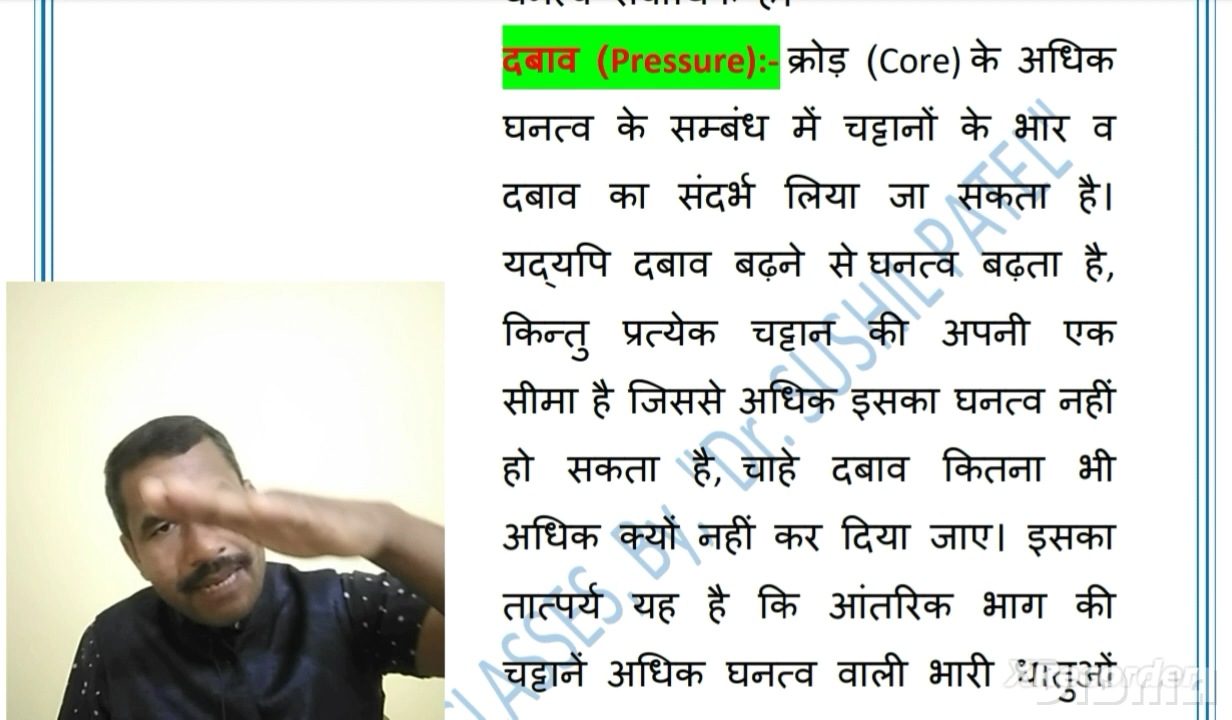 दबाव (Pressure):- क्रोड़ (Core) के अधिक
घनत्व के सम्बंध में चट्टानों के भार व
दबाव का संदर्भ लिया जा सकता है।
यद्यपि दबाव बढ़ने से घनत्व बढ़ता है,
किन्तु प्रत्येक चट्टान की अपनी एक
सीमा है जिससे अधिक इसका घनत्व नहीं
हो सकता है, चाहे दबाव कितना भी
अधिक क्यों नहीं कर दिया जाए। इसका
तात्पर्य यह है कि आंतरिक भाग की
चट्टानें अधिक घनत्व वाली भारी धातुओं
CLASSES, By, "Dr. SUSHIL PATEL"
XRecorder